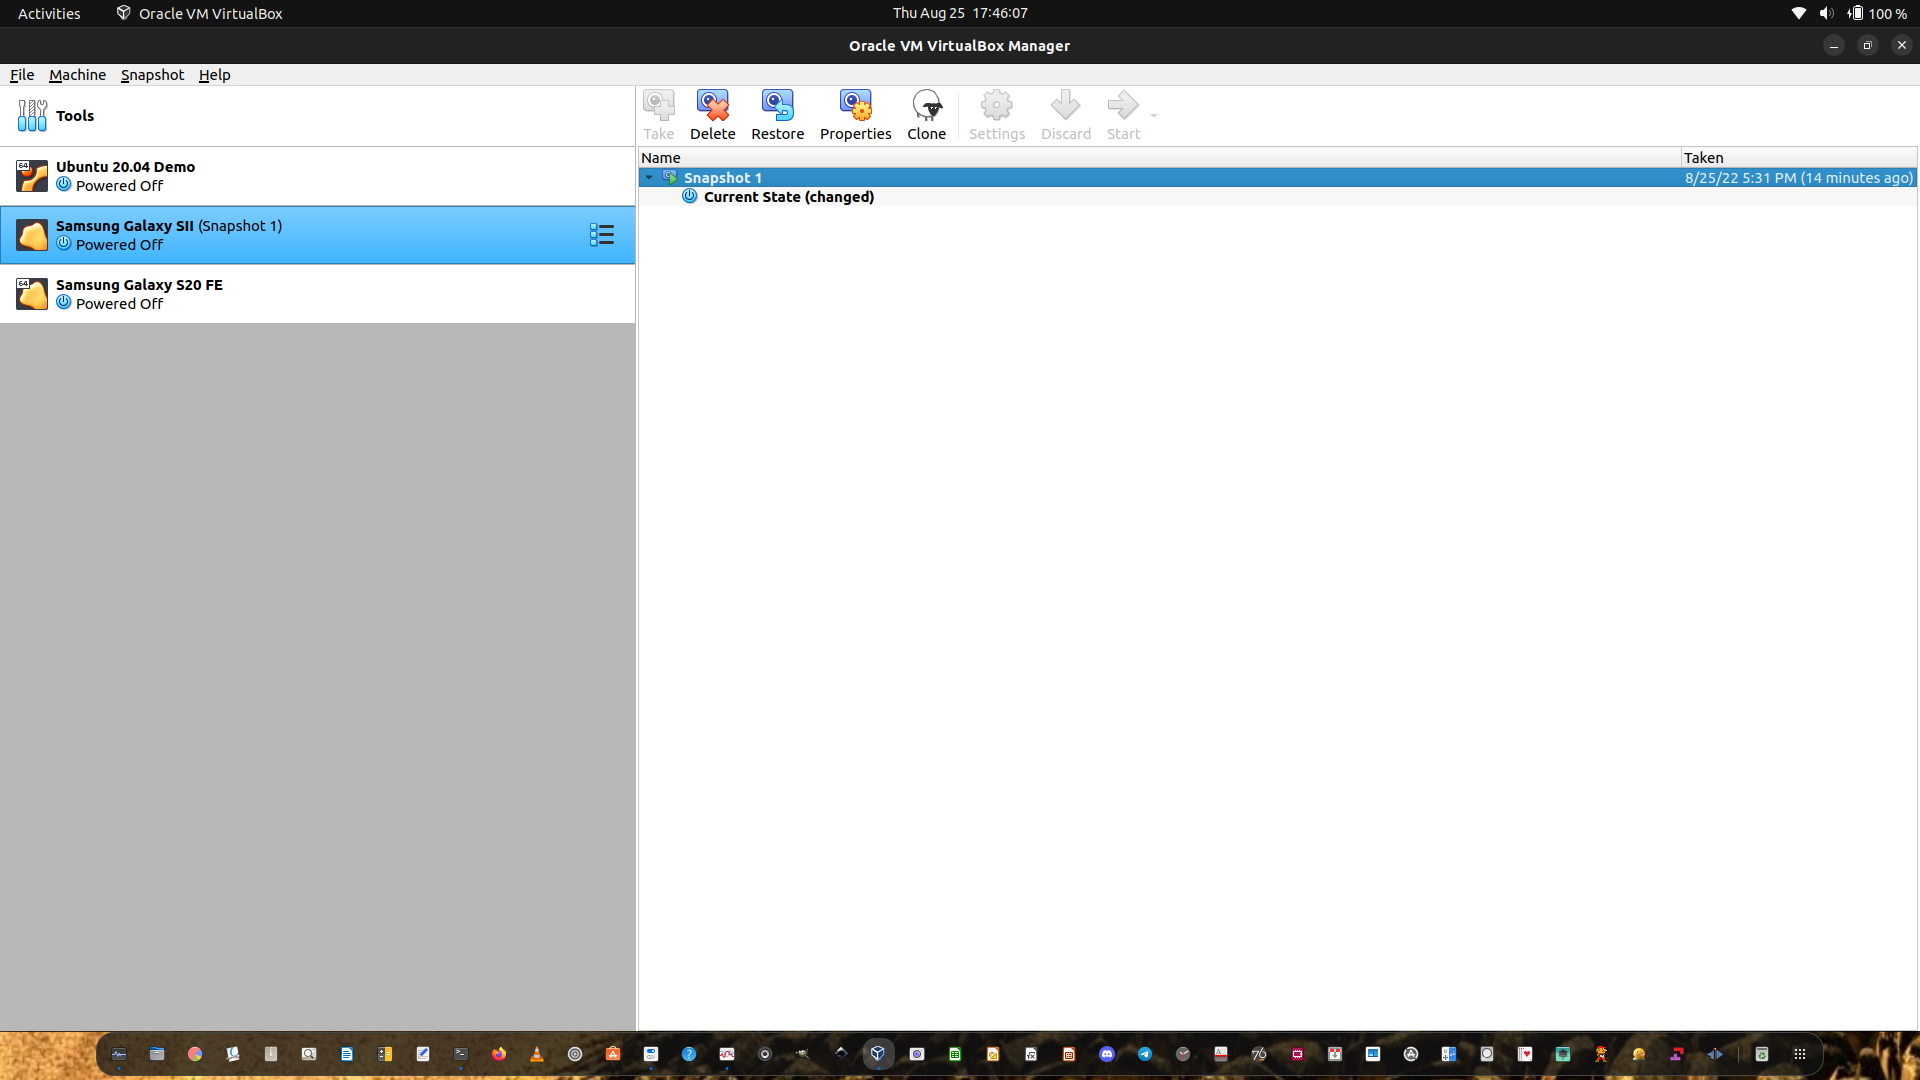 Activities Oracle VM VirtualBox Thu Aug 25 17:46:07 100 %
Oracle VM VirtualBox Manager
File Machine Snapshot Help
Tools
Take Delete Restore Properties Clone Settings Discard Start
Name Taken
64 Ubuntu 20.04 Demo
Powered Off
Samsung Galaxy SII (Snapshot 1)
Powered Off
64 Samsung Galaxy S20 FE
Powered Off
Snapshot 1 8/25/22 5:31 PM (14 minutes ago)
Current State (changed)
76